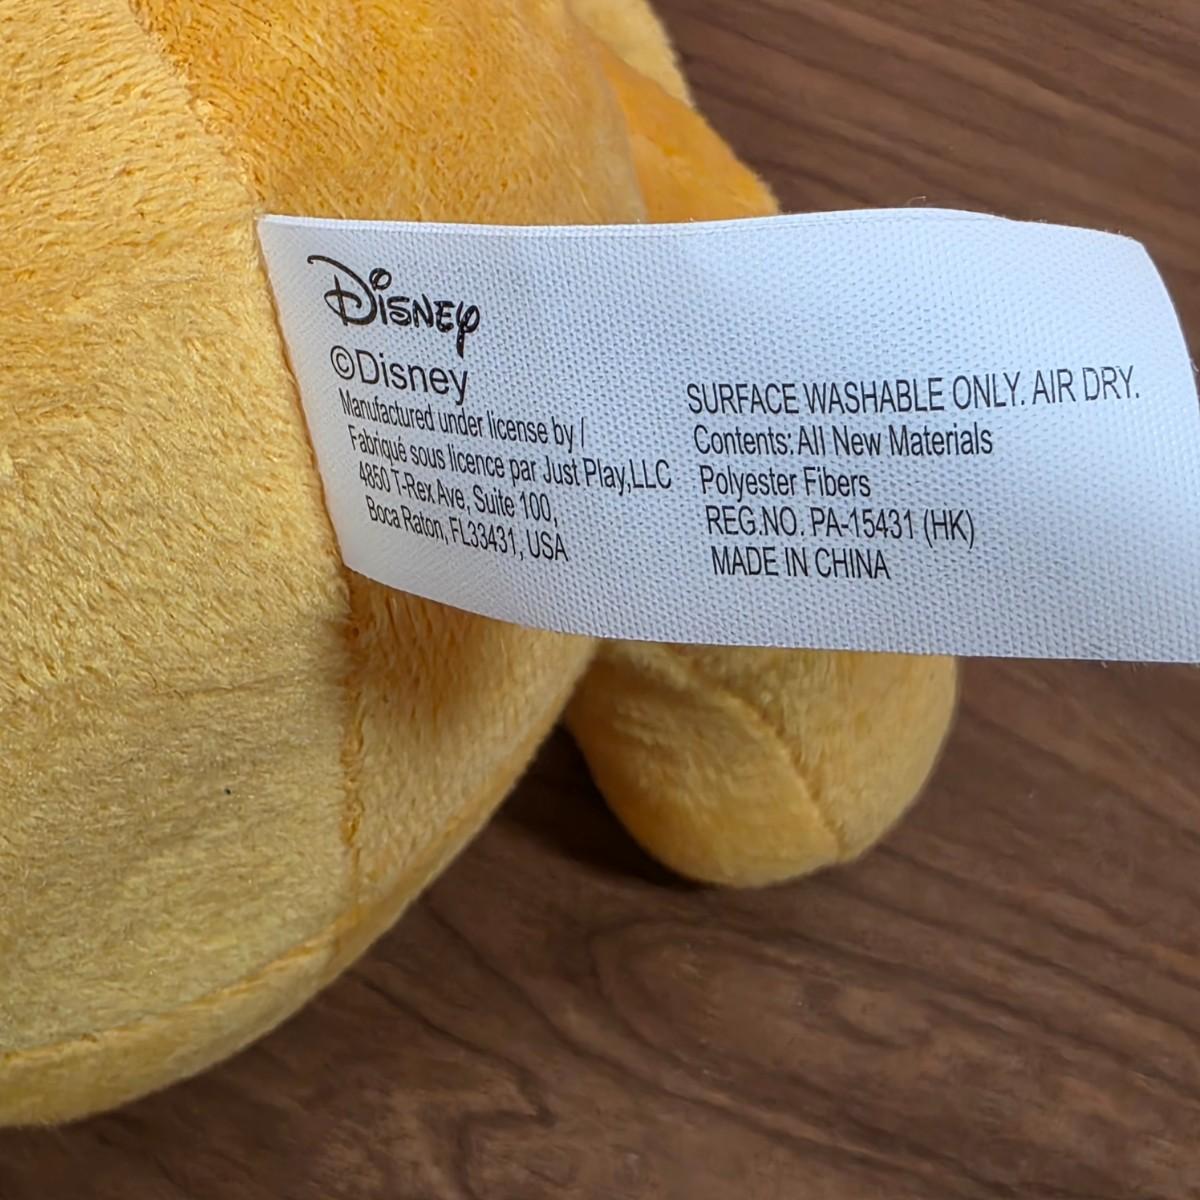 Disney
©Disney
Manufactured under license by /
Fabriqué sous licence par Just Play,LLC
4850 T-Rex Ave, Suite 100,
Boca Raton, FL33431, USA
SURFACE WASHABLE ONLY. AIR DRY.
Contents: All New Materials
Polyester Fibers
REG.NO. PA-15431 (HK)
MADE IN CHINA